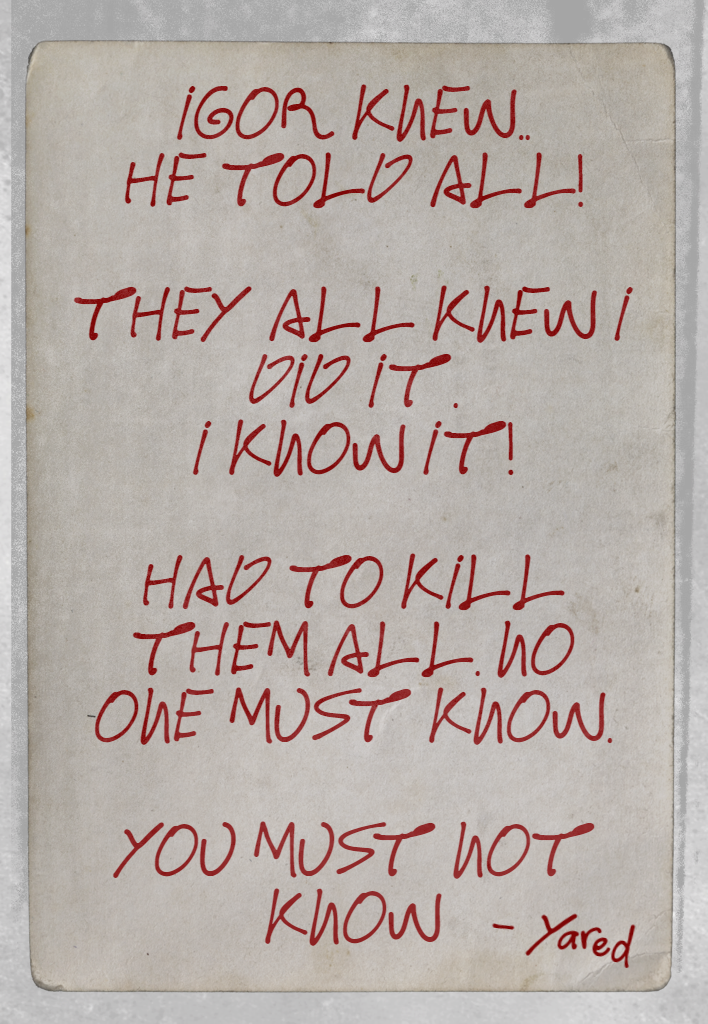 IGOR KNEW..
HE TOLD ALL!
THEY ALL KNEW I
DID IT .
I KNOW IT!
HAD TO KILL
THEM ALL. NO
ONE MUST KNOW.
YOU MUST NOT
KNOW - Yared